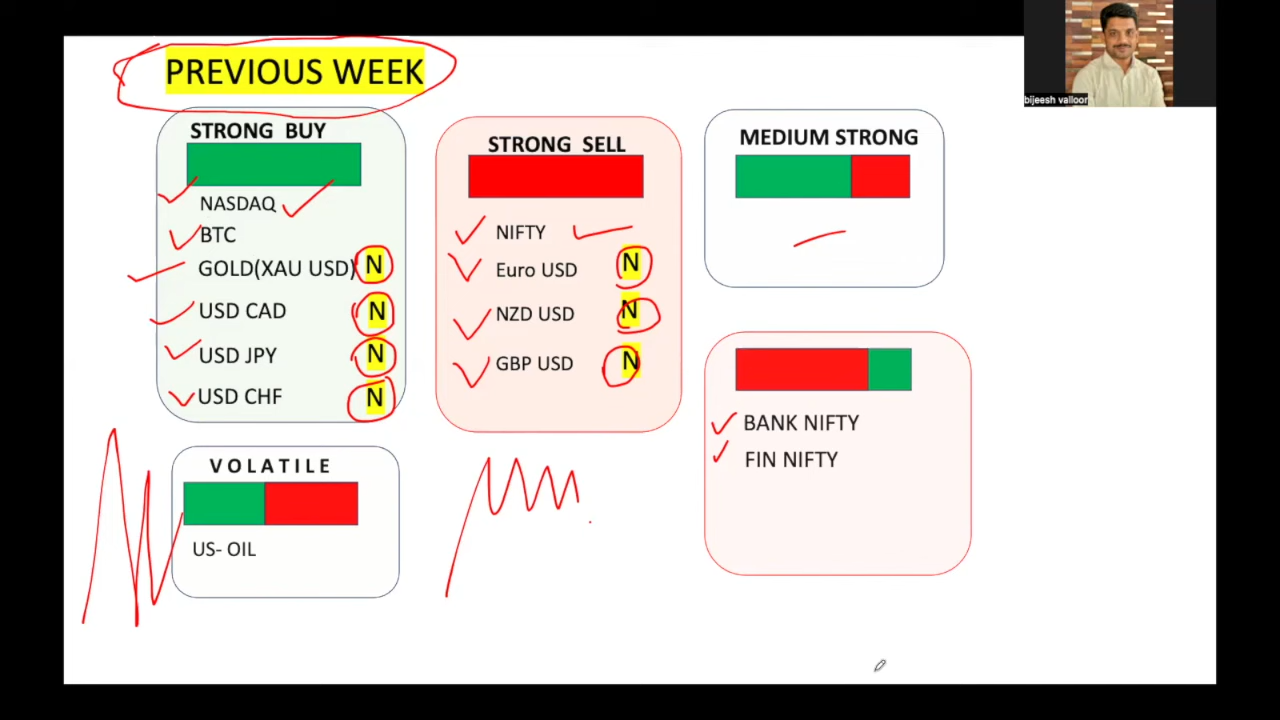 PREVIOUS WEEK
bijeesh valloor
STRONG BUY
NASDAQ
BTC
GOLD(XAU USD) N
USD CAD N
USD JPY N
USD CHF N
STRONG SELL
NIFTY
Euro USD N
NZD USD N
GBP USD N
MEDIUM STRONG
BANK NIFTY
FIN NIFTY
VOLATILE
US- OIL